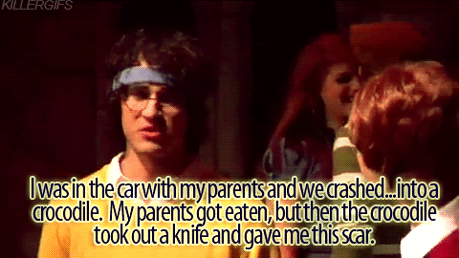 KILLERGIFS
I was in the car with my parents and we crashed...into a
crocodile.  My parents got eaten, but then the crocodile
took out a knife and gave me this scar.